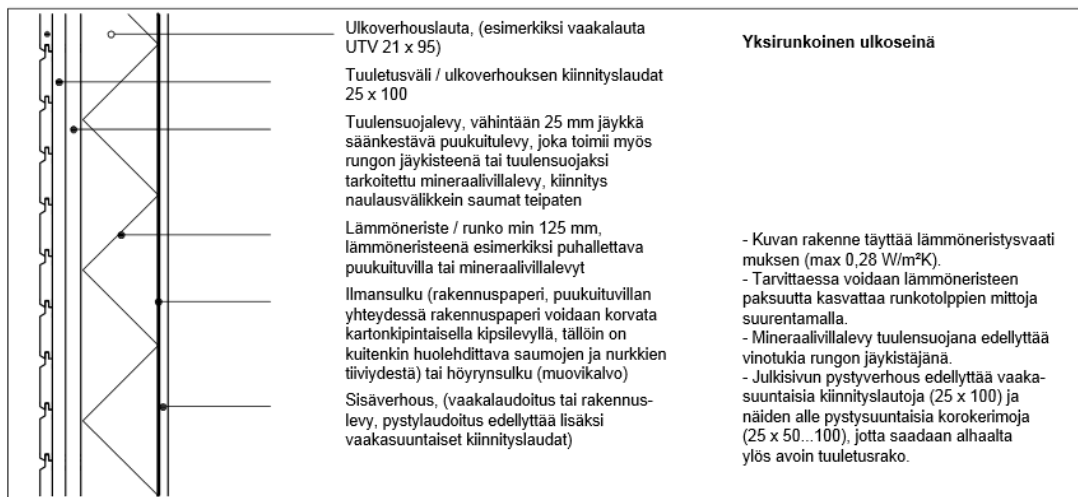 Ulkoverhouslauta, (esimerkiksi vaakalauta
UTV 21 x 95)
Tuuletusväli / ulkoverhouksen kiinnityslaudat
25 x 100
Tuulensuojalevy, vähintään 25 mm jäykkä
säänkestävä puukuitulevy, joka toimii myös
rungon jäykisteenä tai tuulensuojaksi
tarkoitettu mineraalivillalevy, kiinnitys
naulausvälikkein saumat teipaten
Lämmöneriste / runko min 125 mm,
lämmöneristeenä esimerkiksi puhallettava
puukuituvilla tai mineraalivillalevyt
Ilmansulku (rakennuspaperi, puukuituvillan
yhteydessä rakennuspaperi voidaan korvata
kartonkipintaisella kipsilevyllä, tällöin on
kuitenkin huolehdittava saumojen ja nurkkien
tiiviydestä) tai höyrynsulku (muovikalvo)
Sisäverhous, (vaakalaudoitus tai rakennus-
levy, pystylaudoitus edellyttää lisäksi
vaakasuuntaiset kiinnityslaudat)
Yksirunkoinen ulkoseinä
- Kuvan rakenne täyttää lämmöneristysvaati
muksen (max 0,28 W/m²K).
- Tarvittaessa voidaan lämmöneristeen
paksuutta kasvattaa runkotolppien mittoja
suurentamalla.
- Mineraalivillalevy tuulensuojana edellyttää
vinotukia rungon jäykistäjänä.
- Julkisivun pystyverhous edellyttää vaaka-
suuntaisia kiinnityslautoja (25 x 100) ja
näiden alle pystysuuntaisia korokerimoja
(25 x 50...100), jotta saadaan alhaalta
ylös avoin tuuletusrako.